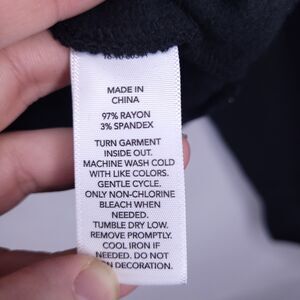 MADE IN
CHINA
97% RAYON
3% SPANDEX
TURN GARMENT
INSIDE OUT.
MACHINE WASH COLD
WITH LIKE COLORS.
GENTLE CYCLE.
ONLY NON-CHLORINE
BLEACH WHEN
NEEDED.
TUMBLE DRY LOW.
REMOVE PROMPTLY.
COOL IRON IF
NEEDED. DO NOT
DECORATION.